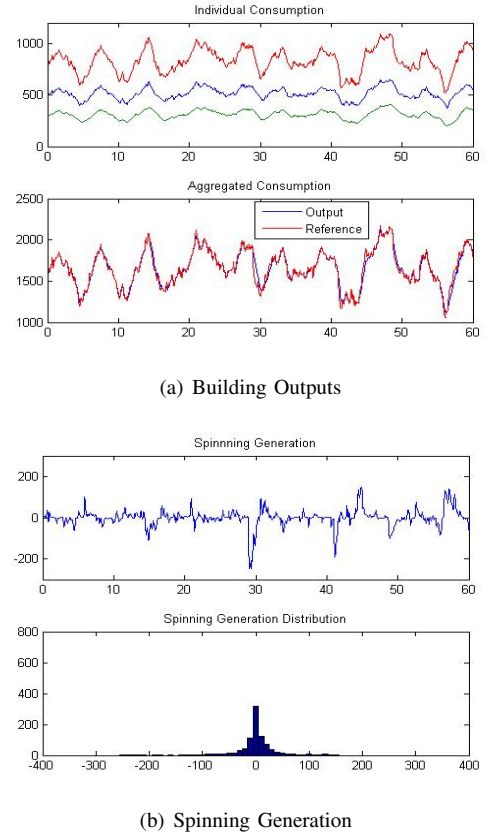 Individual Consumption
1000
500
0
0 10 20 30 40 50 60
Aggregated Consumption
2500
2000
1500
1000
Output
Reference
0 10 20 30 40 50 60
(a) Building Outputs
Spinnning Generation
200
0
-200
0 10 20 30 40 50 60
Spinning Generation Distribution
800
600
400
200
0
-400 -300 -200 -100 0 100 200 300 400
(b) Spinning Generation